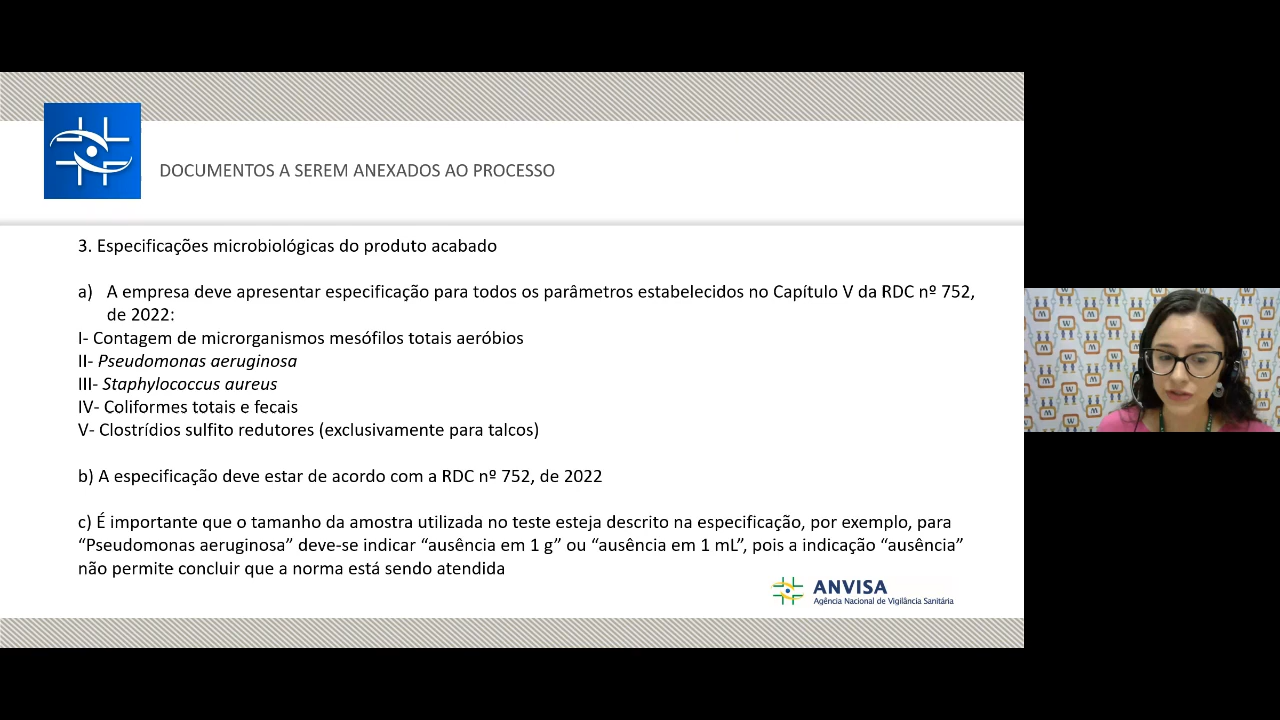 DOCUMENTOS A SEREM ANEXADOS AO PROCESSO
3. Especificações microbiológicas do produto acabado
a) A empresa deve apresentar especificação para todos os parâmetros estabelecidos no Capítulo V da RDC nº 752,
de 2022:
I- Contagem de microrganismos mesófilos totais aeróbios
II- Pseudomonas aeruginosa
III- Staphylococcus aureus
IV- Coliformes totais e fecais
V- Clostrídios sulfito redutores (exclusivamente para talcos)
b) A especificação deve estar de acordo com a RDC nº 752, de 2022
c) É importante que o tamanho da amostra utilizada no teste esteja descrito na especificação, por exemplo, para
“Pseudomonas aeruginosa” deve-se indicar “ausência em 1 g” ou “ausência em 1 mL”, pois a indicação “ausência”
não permite concluir que a norma está sendo atendida
ANVISA
Agência Nacional de Vigilância Sanitária